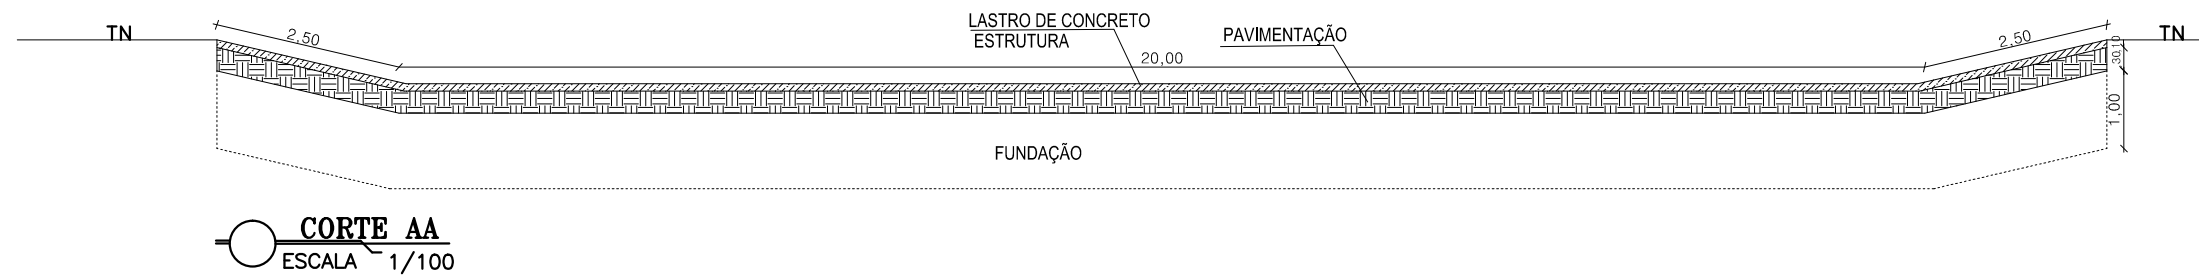 TN
2,50
LASTRO DE CONCRETO
ESTRUTURA
PAVIMENTAÇÃO
20,00
2,50
TN
,10
,30
1,00
FUNDAÇÃO
CORTE AA
ESCALA 1/100